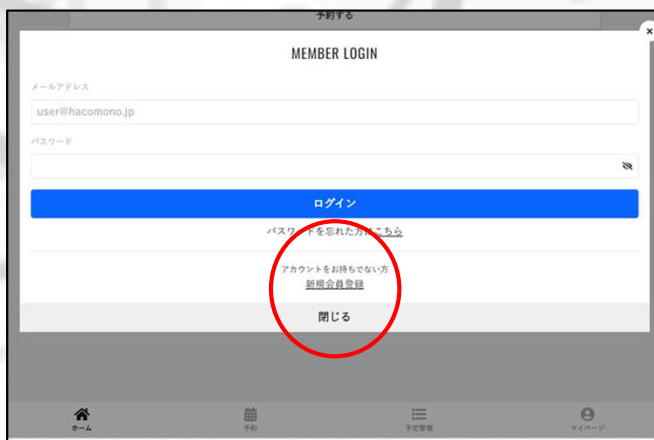 予約する
×
MEMBER LOGIN
メールアドレス
user@hacomono.jp
パスワード
ログイン
パスワードを忘れた方はこちら
アカウントをお持ちでない方
新規会員登録
閉じる
ホーム
予約
予定管理
マイページ